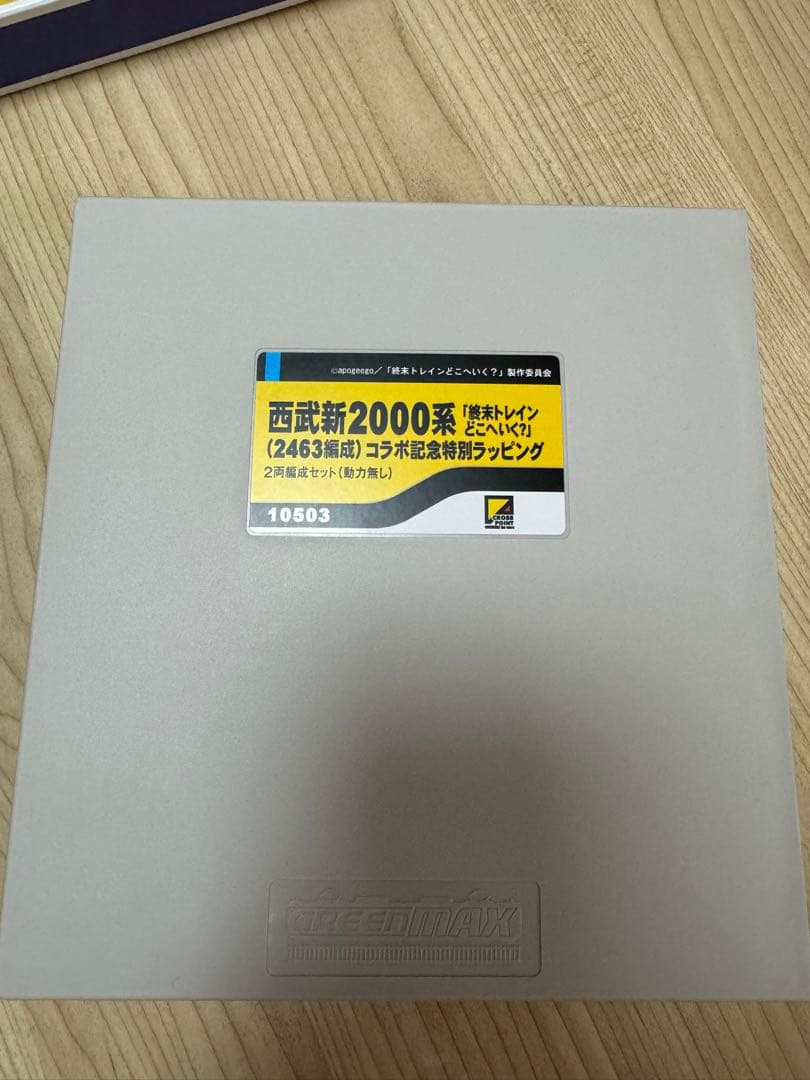 ©apogeego／「終末トレインどこへいく？」製作委員会
西武新2000系「終末トレインどこへいく?」
(2463編成)コラボ記念特別ラッピング
2両編成セット(動力無し)
10503
CROSS POINT
GREENMAX